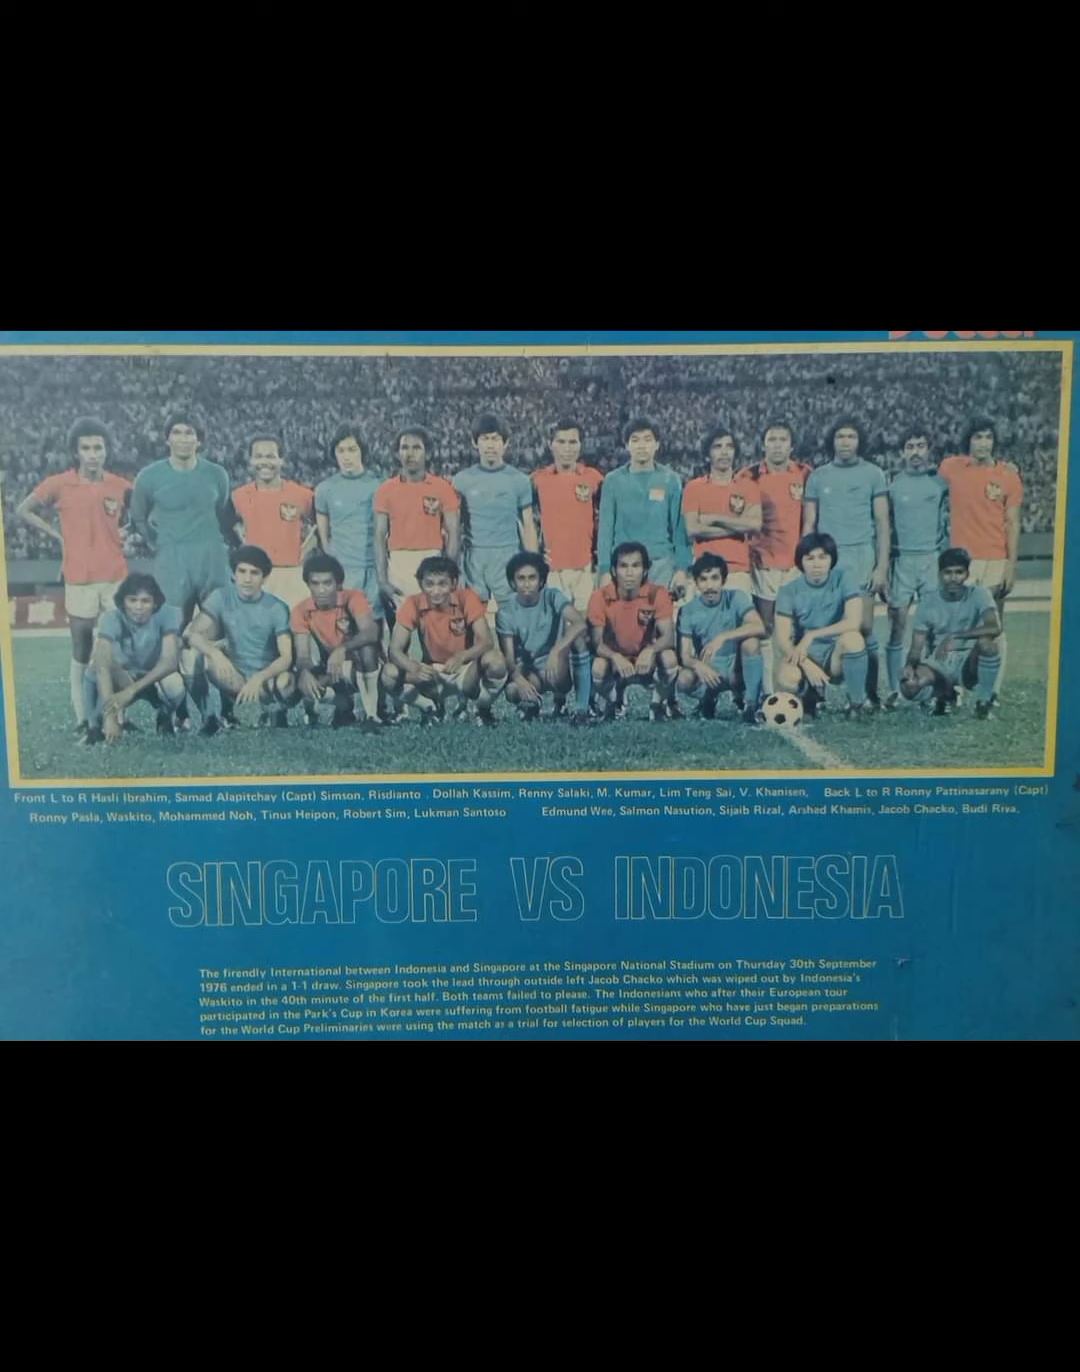 Front L to R Hasli Ibrahim, Samad Alapitchay (Capt) Simson, Risdianto . Dollah Kassim, Renny Salaki, M. Kumar, Lim Teng Sai, V. Khanisen, Back L to R Ronny Pattinasarany (Capt)
Ronny Pasla, Waskito, Mohammed Noh, Tinus Heipon, Robert Sim, Lukman Santoso Edmund Wee, Salmon Nasution, Sijaib Rizal, Arshad Khamis, Jacob Chacko, Budi Riva.
SINGAPORE VS INDONESIA
The firendly International between Indonesia and Singapore at the Singapore National Stadium on Thursday 30th September
1976 ended in a 1-1 draw. Singapore took the lead through outside left Jacob Chacko which was wiped out by Indonesia's
Waskito in the 40th minute of the first half. Both teams failed to please. The Indonesians who after their European tour
participated in the Park's Cup in Korea were suffering from football fatigue while Singapore who have just began preparations
for the World Cup Preliminaries were using the match as a trial for selection of players for the World Cup Squad.